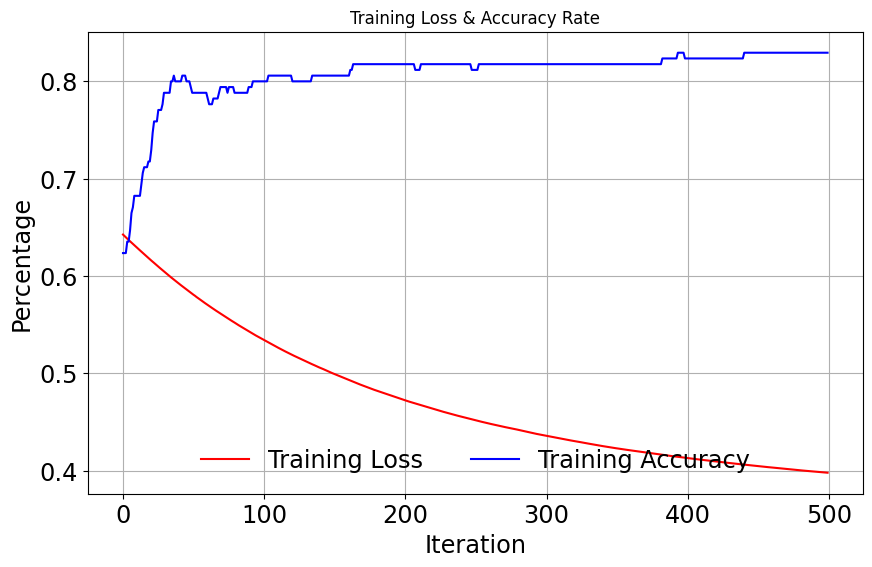 Training Loss & Accuracy Rate
Percentage
0.8
0.7
0.6
0.5
0.4
Training Loss Training Accuracy
0 100 200 300 400 500
Iteration